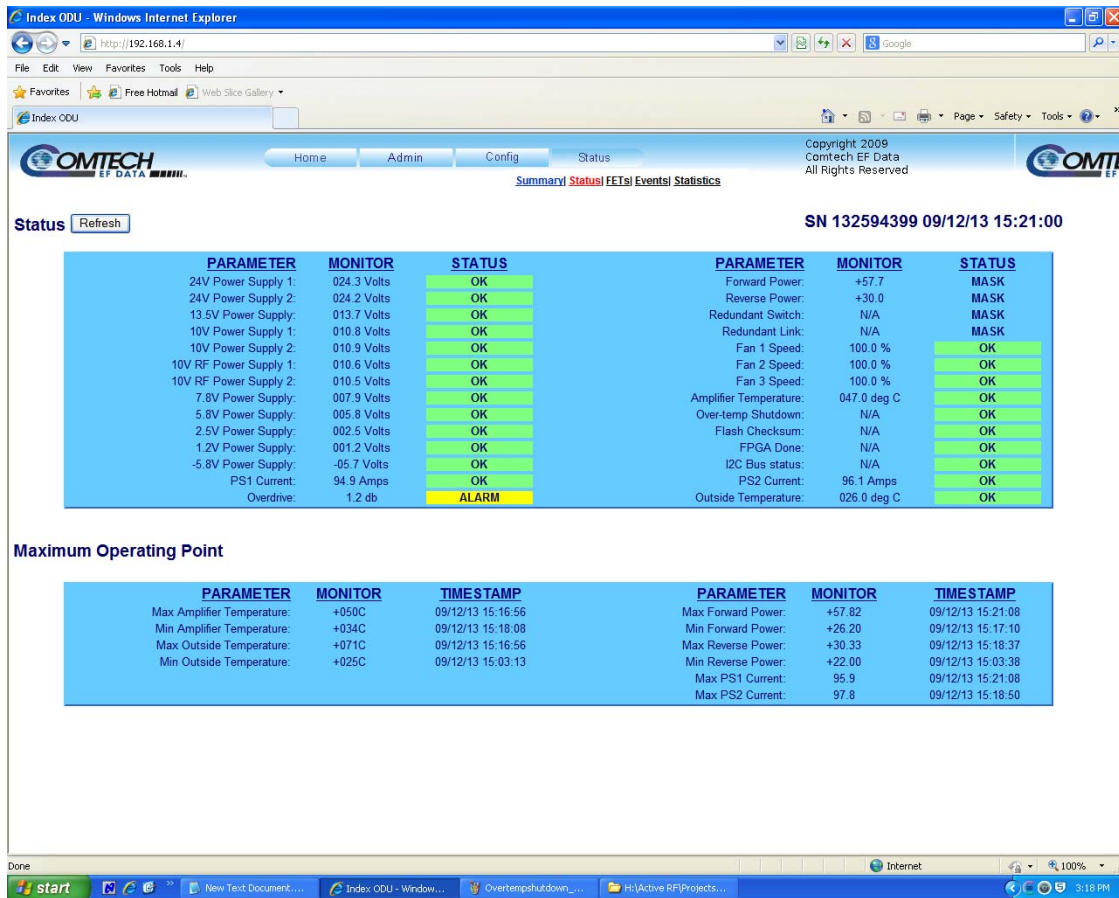 Index ODU - Windows Internet Explorer
http://192.168.1.4/
Google
File Edit View Favorites Tools Help
Favorites Free Hotmail Web Slice Gallery
Index ODU
Page Safety Tools
COMTECH
EF DATA
Home Admin Config Status
Summary| Status| FETs| Events| Statistics
Copyright 2009
Comtech EF Data
All Rights Reserved
COMTE
EF
Status Refresh
SN 132594399 09/12/13 15:21:00
PARAMETER MONITOR STATUS PARAMETER MONITOR STATUS
24V Power Supply 1: 024.3 Volts OK Forward Power: +57.7 MASK
24V Power Supply 2: 024.2 Volts OK Reverse Power: +30.0 MASK
13.5V Power Supply: 013.7 Volts OK Redundant Switch: N/A MASK
10V Power Supply 1: 010.8 Volts OK Redundant Link: N/A MASK
10V Power Supply 2: 010.9 Volts OK Fan 1 Speed: 100.0 % OK
10V RF Power Supply 1: 010.6 Volts OK Fan 2 Speed: 100.0 % OK
10V RF Power Supply 2: 010.5 Volts OK Fan 3 Speed: 100.0 % OK
7.8V Power Supply: 007.9 Volts OK Amplifier Temperature: 047.0 deg C OK
5.8V Power Supply: 005.8 Volts OK Over-temp Shutdown: N/A OK
2.5V Power Supply: 002.5 Volts OK Flash Checksum: N/A OK
1.2V Power Supply: 001.2 Volts OK FPGA Done: N/A OK
-5.8V Power Supply: -05.7 Volts OK I2C Bus status: N/A OK
PS1 Current: 94.9 Amps OK PS2 Current: 96.1 Amps OK
Overdrive: 1.2 db ALARM Outside Temperature: 026.0 deg C OK
Maximum Operating Point
PARAMETER MONITOR TIMESTAMP PARAMETER MONITOR TIMESTAMP
Max Amplifier Temperature: +050C 09/12/13 15:16:56 Max Forward Power: +57.82 09/12/13 15:21:08
Min Amplifier Temperature: +034C 09/12/13 15:18:08 Min Forward Power: +26.20 09/12/13 15:17:10
Max Outside Temperature: +071C 09/12/13 15:16:56 Max Reverse Power: +30.33 09/12/13 15:18:37
Min Outside Temperature: +025C 09/12/13 15:03:13 Min Reverse Power: +22.00 09/12/13 15:03:38
Max PS1 Current: 95.9 09/12/13 15:21:08
Max PS2 Current: 97.8 09/12/13 15:18:50
Done Internet 100%
start New Text Document.... Index ODU - Window... Overtempshutdown_... H:\Active RF\Projects... 3:18 PM